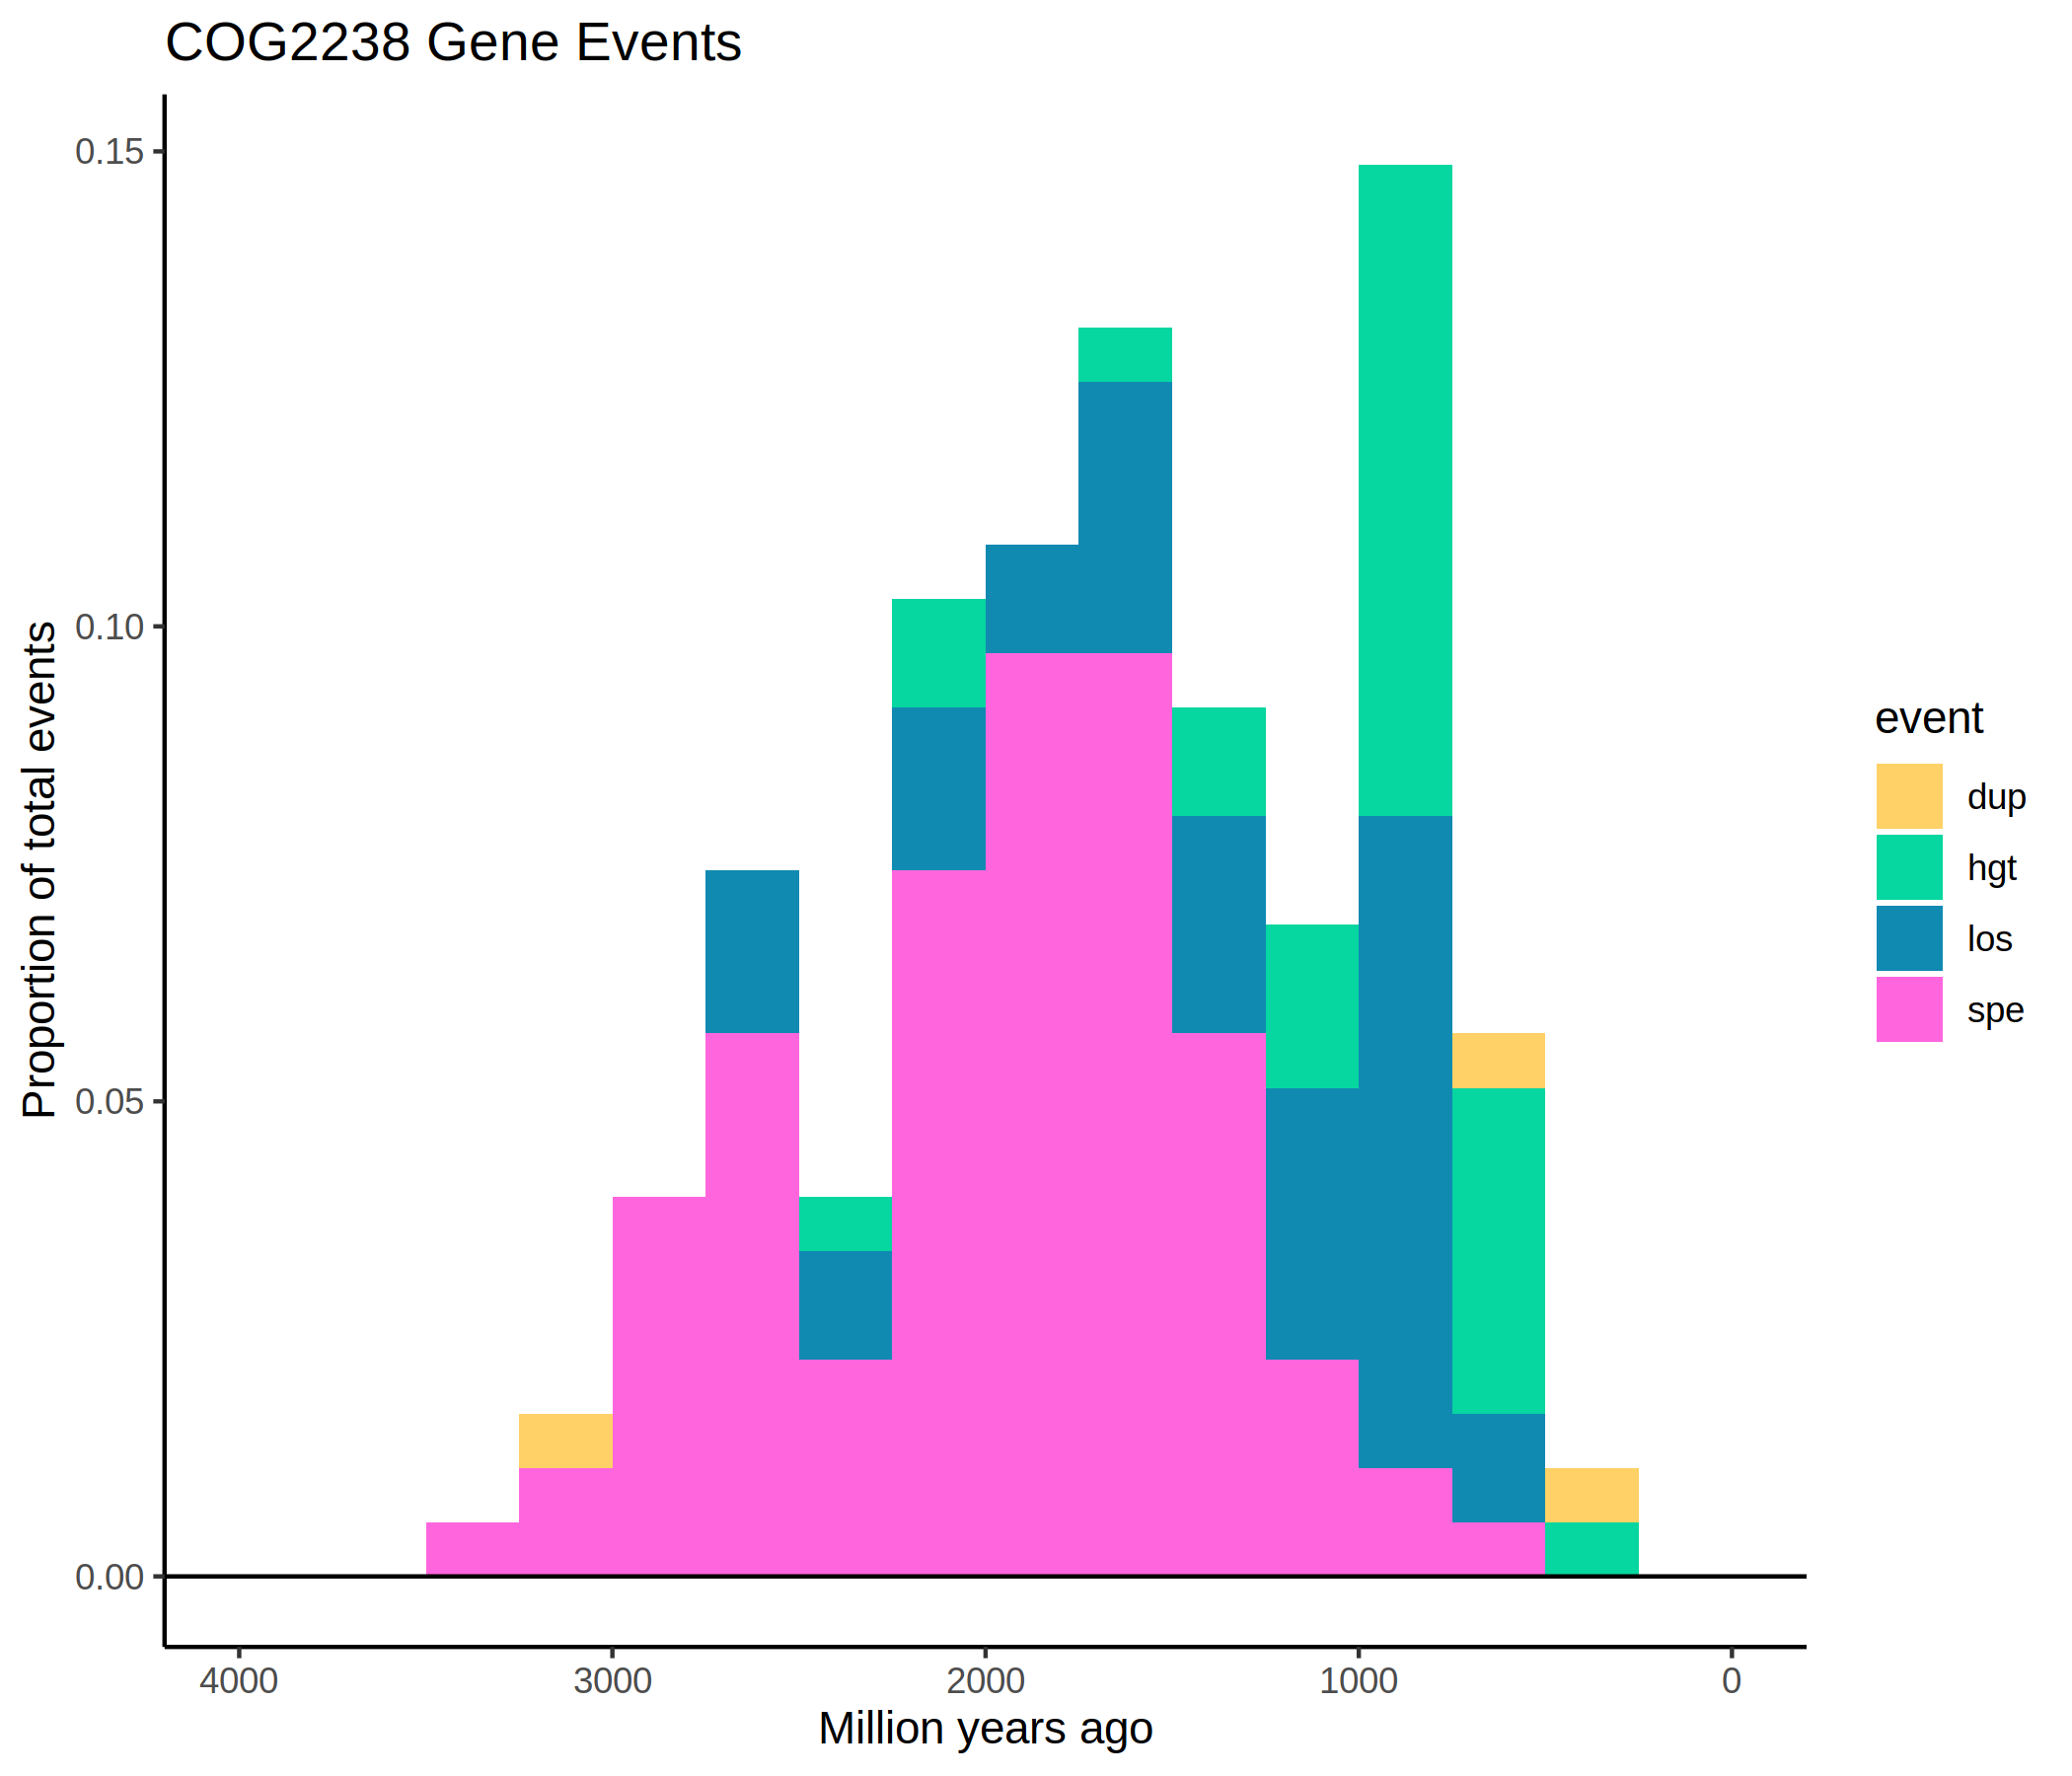 COG2238 Gene Events
0.15
0.10
0.05
0.00
Proportion of total events
4000 3000 2000 1000 0
Million years ago
event
dup
hgt
los
spe